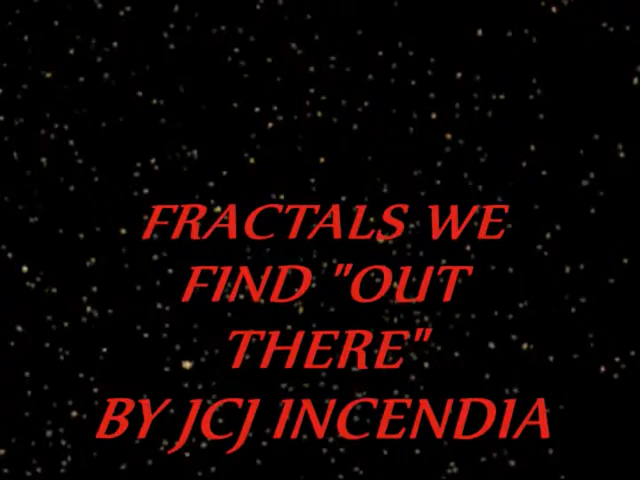 FRACTALS WE
FIND "OUT
THERE"
BY JCJ INCENDIA